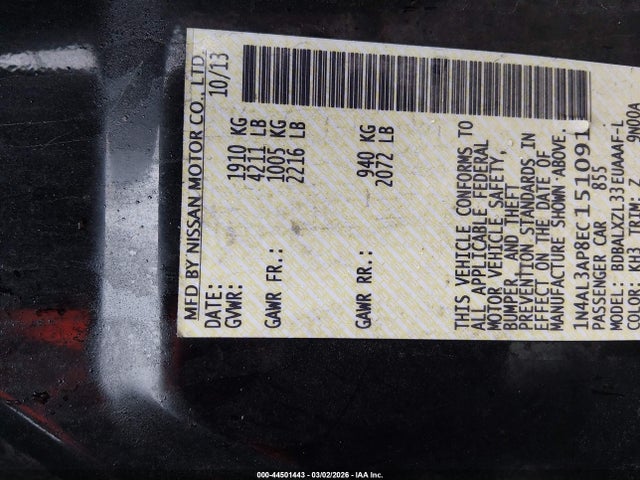 MFD BY NISSAN MOTOR CO., LTD.
DATE: 10/13
GVWR: 1910 KG
4211 LB
GAWR FR.: 1005 KG
2216 LB
GAWR RR.: 940 KG
2072 LB
THIS VEHICLE CONFORMS TO
ALL APPLICABLE FEDERAL
MOTOR VEHICLE SAFETY,
BUMPER, AND THEFT
PREVENTION STANDARDS IN
EFFECT ON THE DATE OF
MANUFACTURE SHOWN ABOVE.
1N4AL3AP8EC151091
PASSENGER CAR 855
MODEL: BDBALXZL33EUAAAF-1
COLOR: RH3 TRIM: Z 9N00A
000-44501443 - 03/02/2026 - IAA Inc.